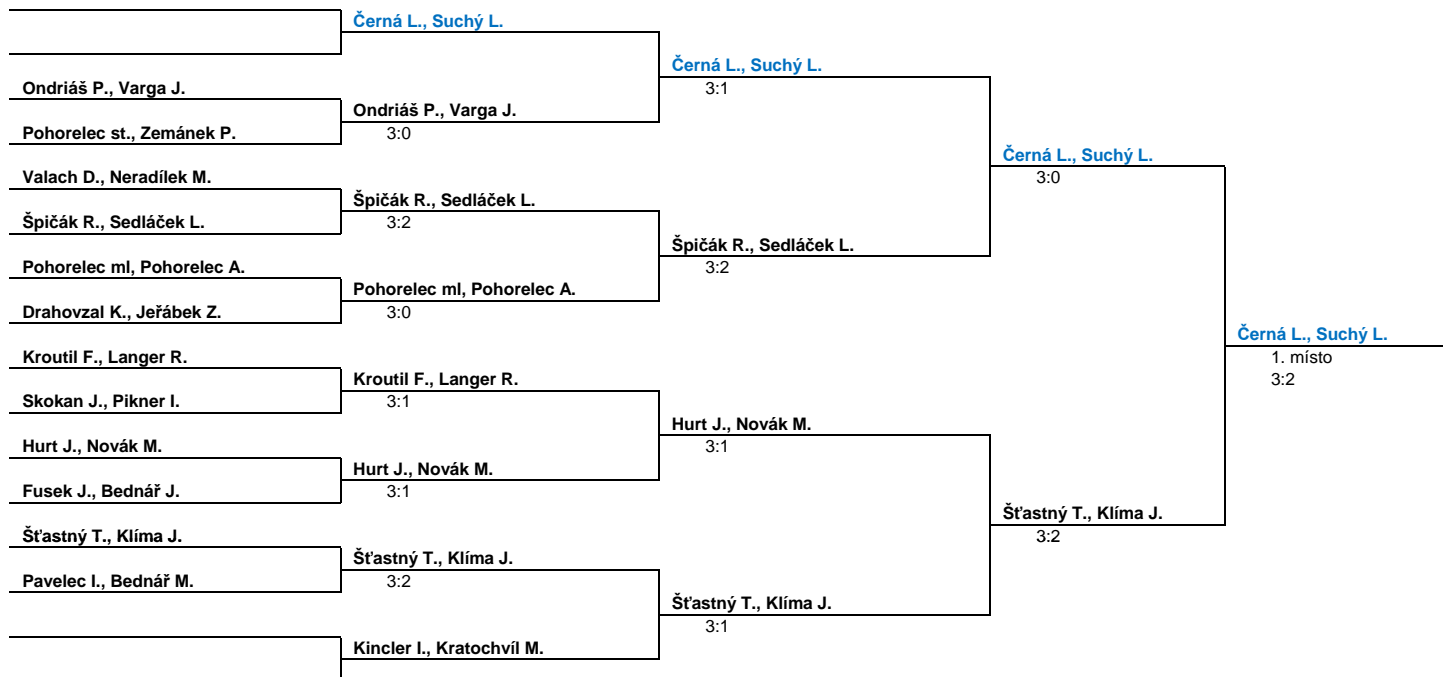 Černá L., Suchý L.
Černá L., Suchý L.
3:1
Ondriáš P., Varga J.
Ondriáš P., Varga J.
3:0
Pohorelec st., Zemánek P.
Černá L., Suchý L.
3:0
Valach D., Neradílek M.
Špičák R., Sedláček L.
3:2
Špičák R., Sedláček L.
Špičák R., Sedláček L.
3:2
Pohorelec ml, Pohorelec A.
Pohorelec ml, Pohorelec A.
3:0
Drahovzal K., Jeřábek Z.
Černá L., Suchý L.
1. místo
3:2
Kroutil F., Langer R.
Kroutil F., Langer R.
3:1
Skokan J., Pikner I.
Hurt J., Novák M.
3:1
Hurt J., Novák M.
Hurt J., Novák M.
3:1
Fusek J., Bednář J.
Šťastný T., Klíma J.
3:2
Šťastný T., Klíma J.
Šťastný T., Klíma J.
3:2
Pavelec I., Bednář M.
Šťastný T., Klíma J.
3:1
Kincler I., Kratochvíl M.